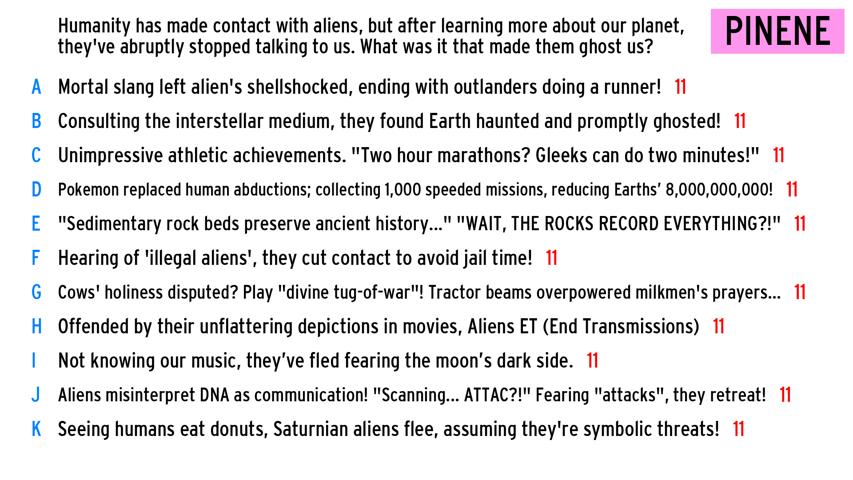 Humanity has made contact with aliens, but after learning more about our planet,
they've abruptly stopped talking to us. What was it that made them ghost us?
PINENE
A Mortal slang left alien's shellshocked, ending with outlanders doing a runner! 11
B Consulting the interstellar medium, they found Earth haunted and promptly ghosted! 11
C Unimpressive athletic achievements. "Two hour marathons? Gleeks can do two minutes!" 11
D Pokemon replaced human abductions; collecting 1,000 speeded missions, reducing Earths’ 8,000,000,000! 11
E "Sedimentary rock beds preserve ancient history..." "WAIT, THE ROCKS RECORD EVERYTHING?!" 11
F Hearing of 'illegal aliens', they cut contact to avoid jail time! 11
G Cows' holiness disputed? Play "divine tug-of-war"! Tractor beams overpowered milkmen's prayers... 11
H Offended by their unflattering depictions in movies, Aliens ET (End Transmissions) 11
I Not knowing our music, they’ve fled fearing the moon’s dark side. 11
J Aliens misinterpret DNA as communication! "Scanning... ATTAC?!" Fearing "attacks", they retreat! 11
K Seeing humans eat donuts, Saturnian aliens flee, assuming they're symbolic threats! 11